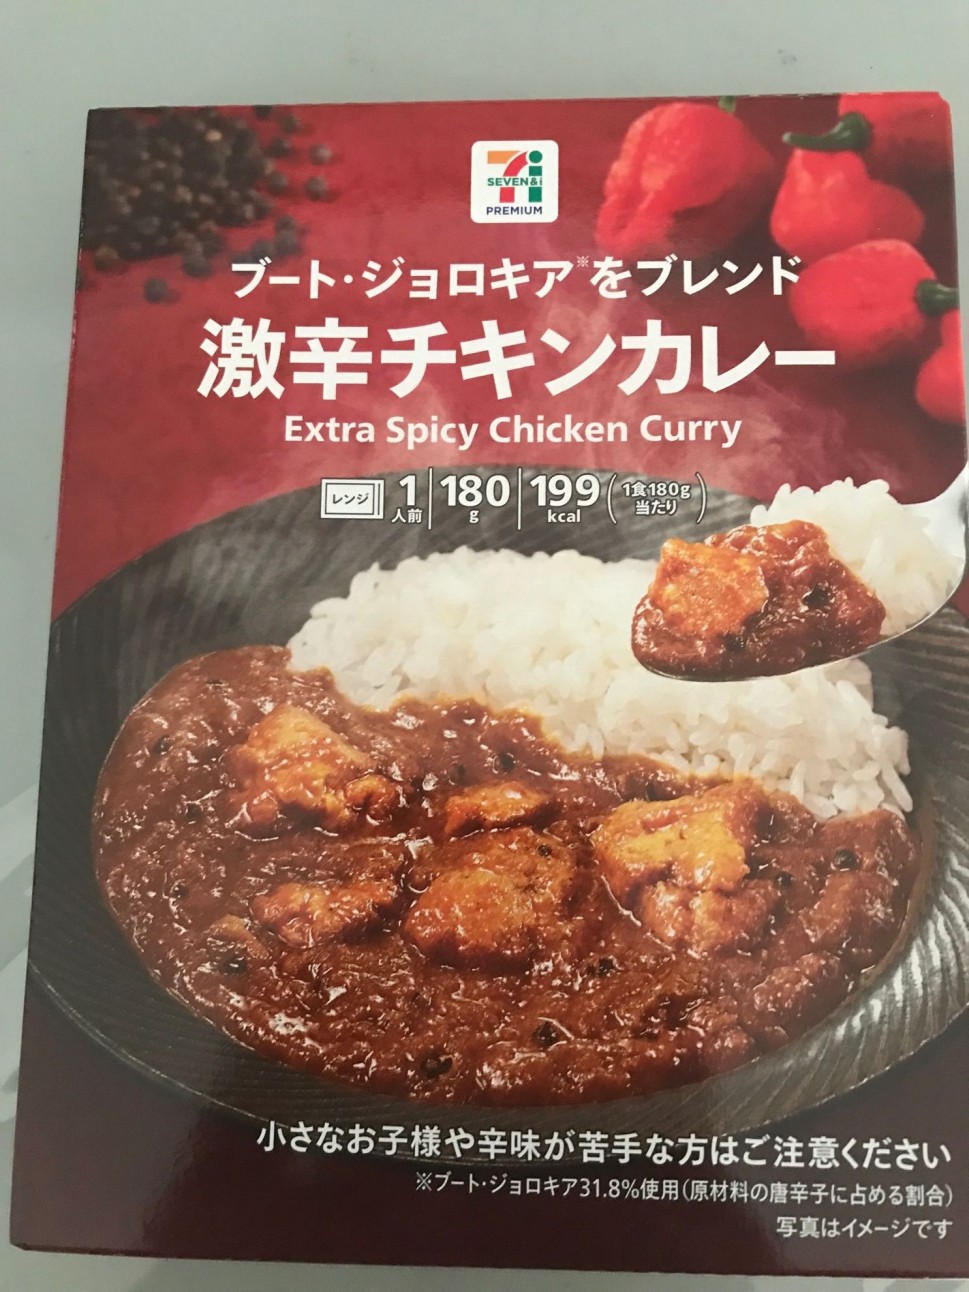 SEVEN&i
PREMIUM
ブート・ジョロキア※をブレンド
激辛チキンカレー
Extra Spicy Chicken Curry
レンジ 1人前 180g 199kcal (1食180g当たり)
小さなお子様や辛味が苦手な方はご注意ください
※ブート・ジョロキア31.8%使用(原材料の唐辛子に占める割合)
写真はイメージです